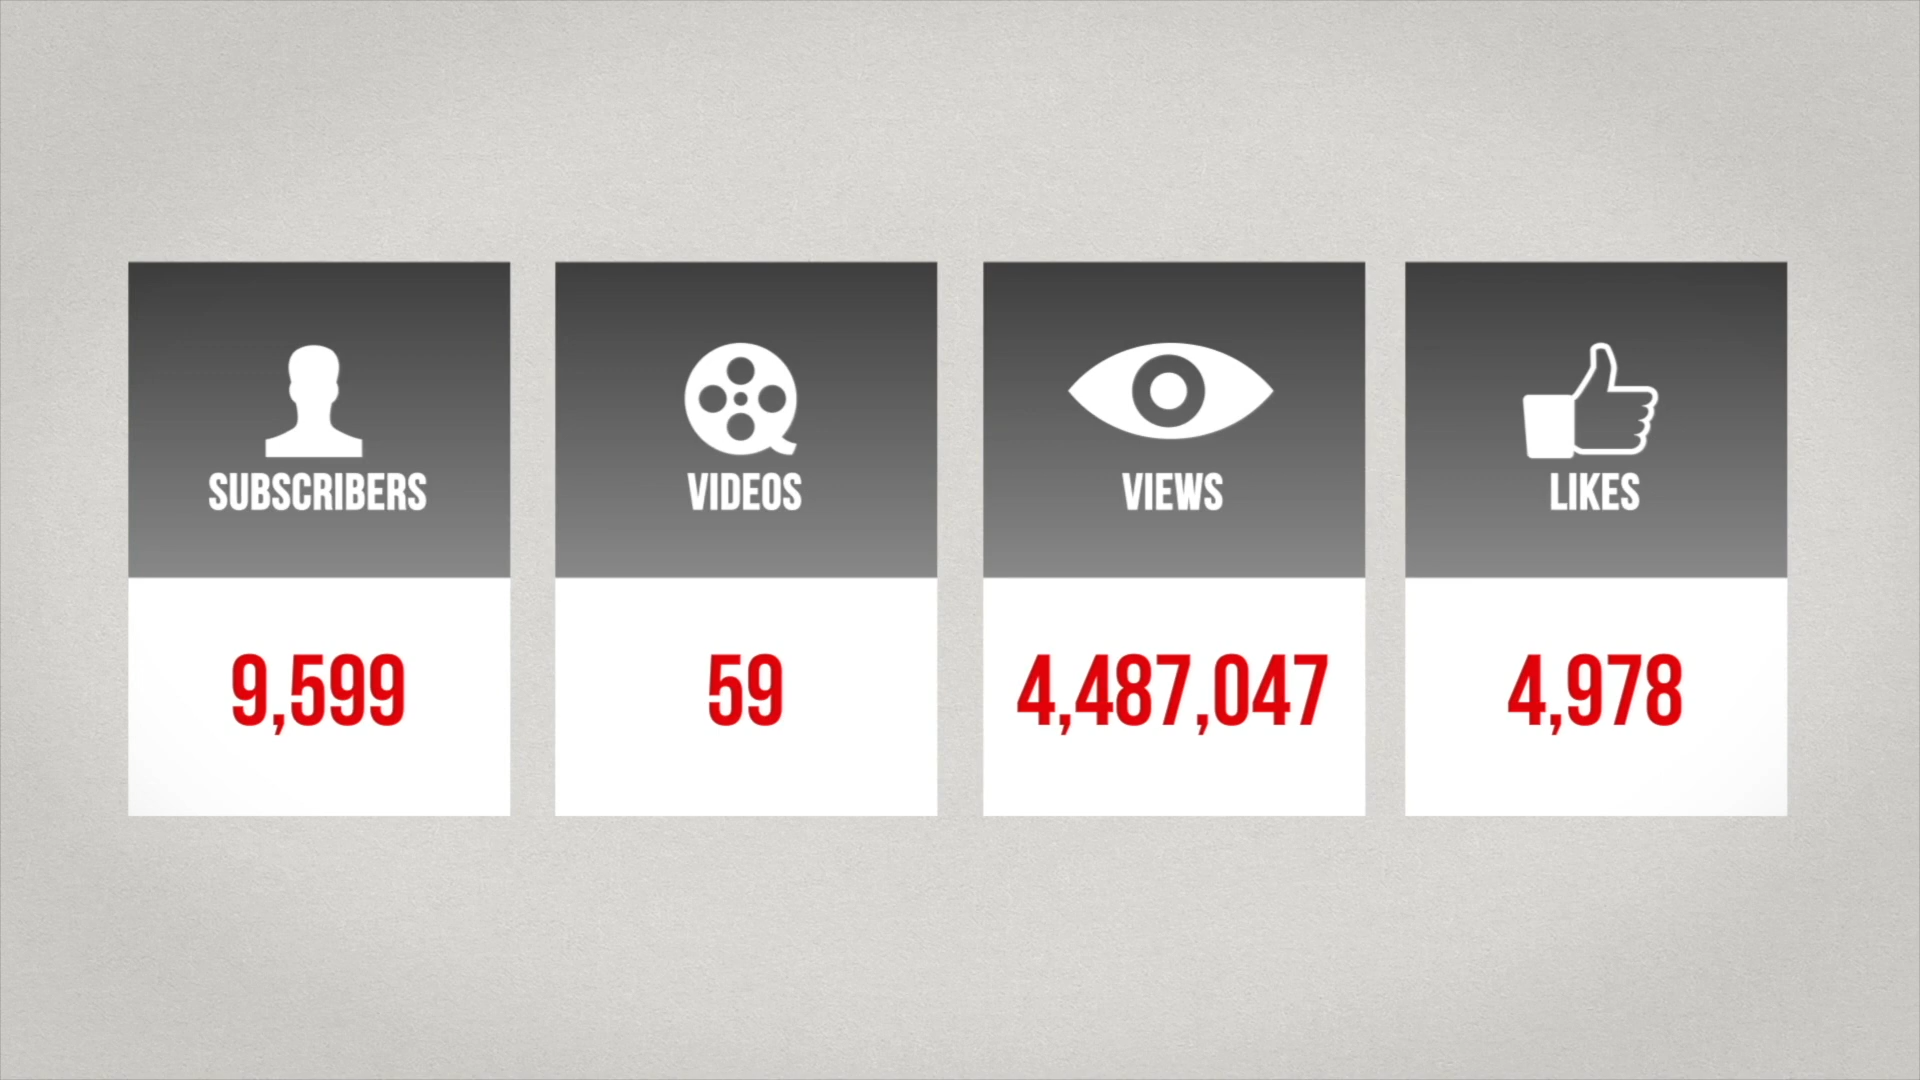 SUBSCRIBERS
9,599
VIDEOS
59
VIEWS
4,487,047
LIKES
4,978